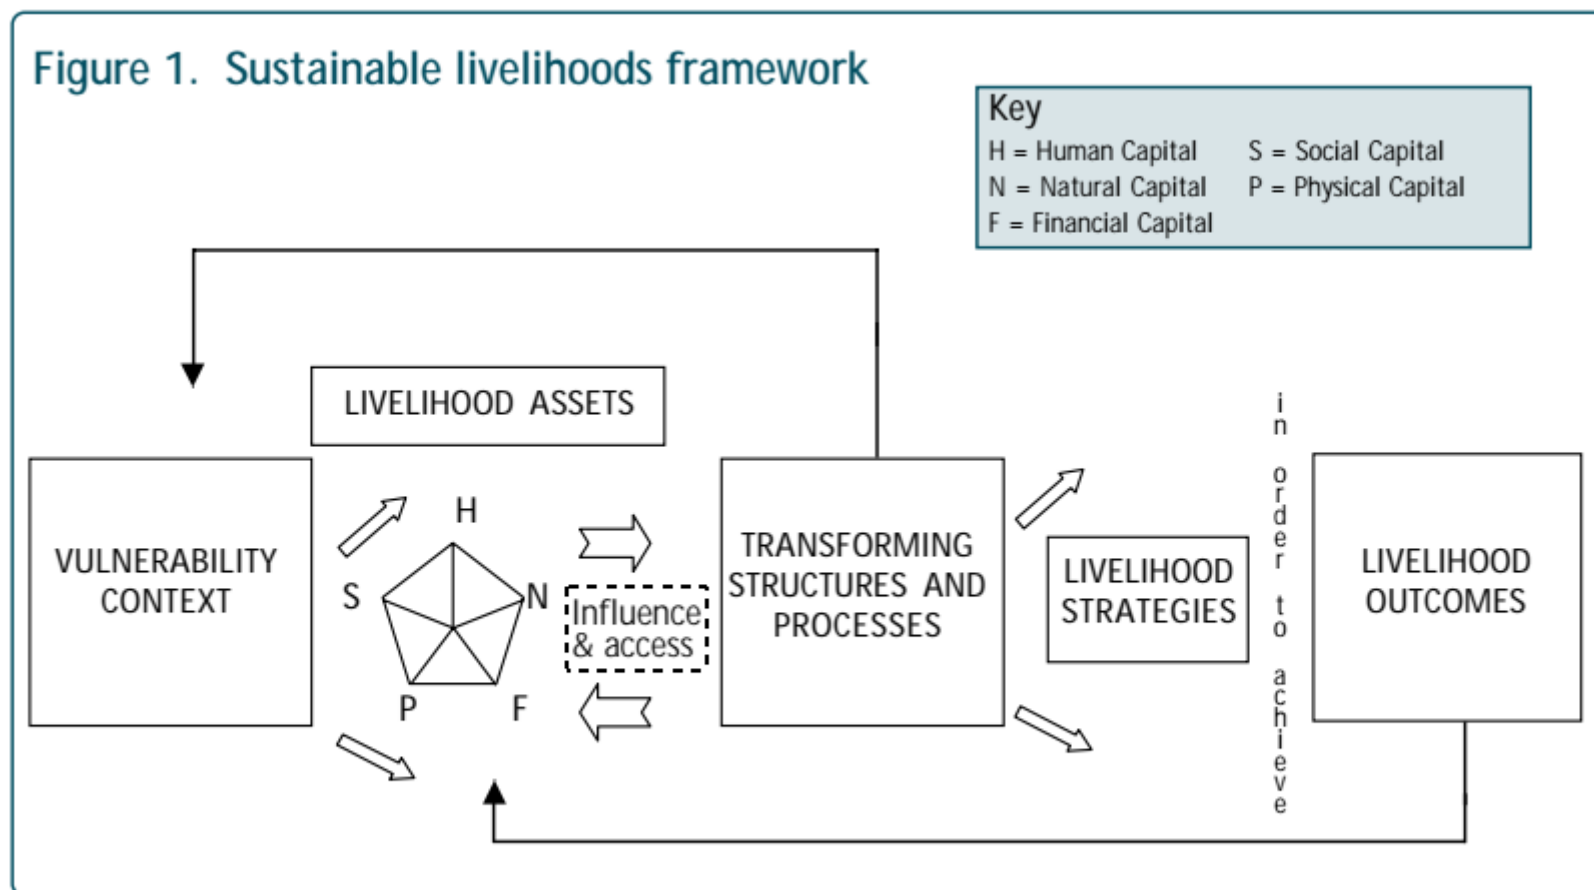 Figure 1. Sustainable livelihoods framework
Key
H = Human Capital S = Social Capital
N = Natural Capital P = Physical Capital
F = Financial Capital
LIVELIHOOD ASSETS
VULNERABILITY
CONTEXT
H
S
N
P
F
Influence
& access
TRANSFORMING
STRUCTURES AND
PROCESSES
LIVELIHOOD
STRATEGIES
in order to achieve
LIVELIHOOD
OUTCOMES